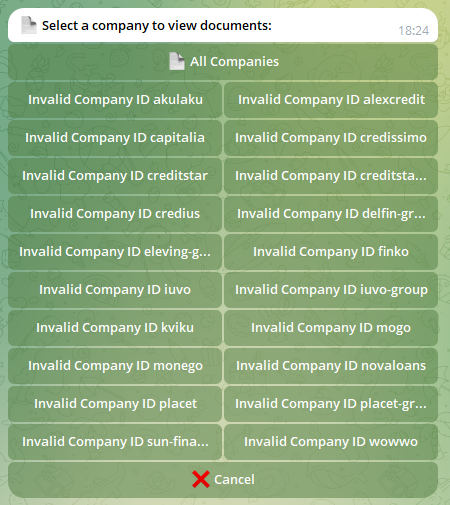 Select a company to view documents:
18:24
All Companies
Invalid Company ID akulaku
Invalid Company ID alexcredit
Invalid Company ID capitalia
Invalid Company ID credissimo
Invalid Company ID creditstar
Invalid Company ID creditsta...
Invalid Company ID credius
Invalid Company ID delfin-gr...
Invalid Company ID eleving-g...
Invalid Company ID finko
Invalid Company ID iuvo
Invalid Company ID iuvo-group
Invalid Company ID kviku
Invalid Company ID mogo
Invalid Company ID monego
Invalid Company ID novaloans
Invalid Company ID placet
Invalid Company ID placet-gr...
Invalid Company ID sun-fina...
Invalid Company ID wowwo
Cancel